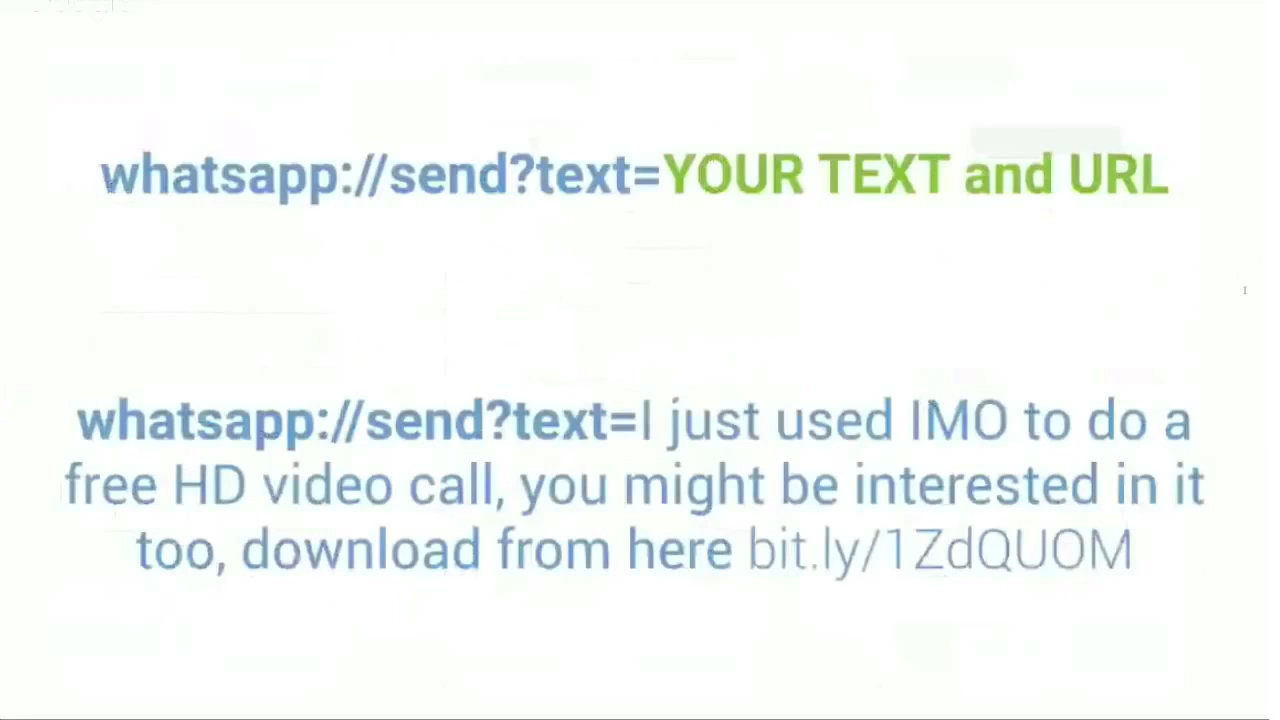 whatsapp://send?text=YOUR TEXT and URL
whatsapp://send?text=I just used IMO to do a
free HD video call, you might be interested in it
too, download from here bit.ly/1ZdQUOM